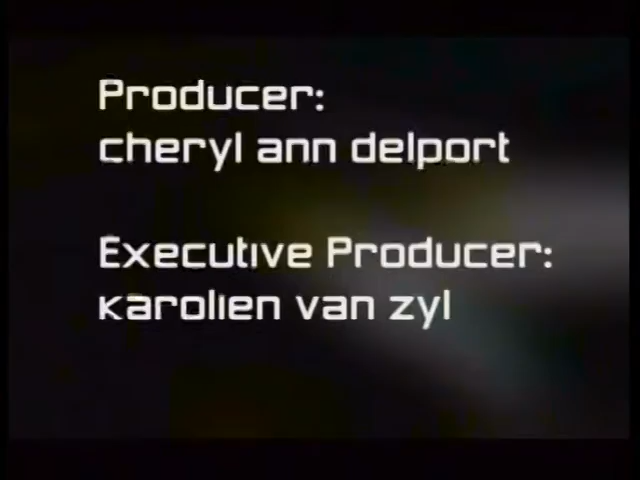 Producer:
cheryl ann delport
Executive Producer:
karolien van zyl